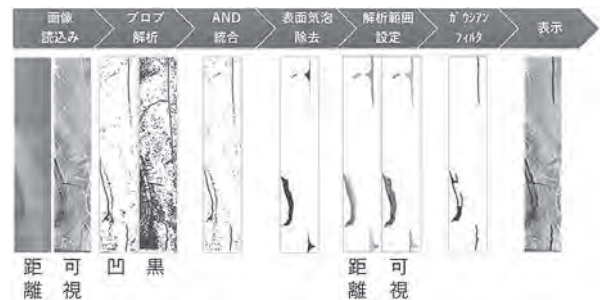 画像
読込み
ブロブ
解析
AND
統合
表面気泡
除去
解析範囲
設定
ガウシアン
フィルタ
表示
距離
可視
凹
黒
距離
可視